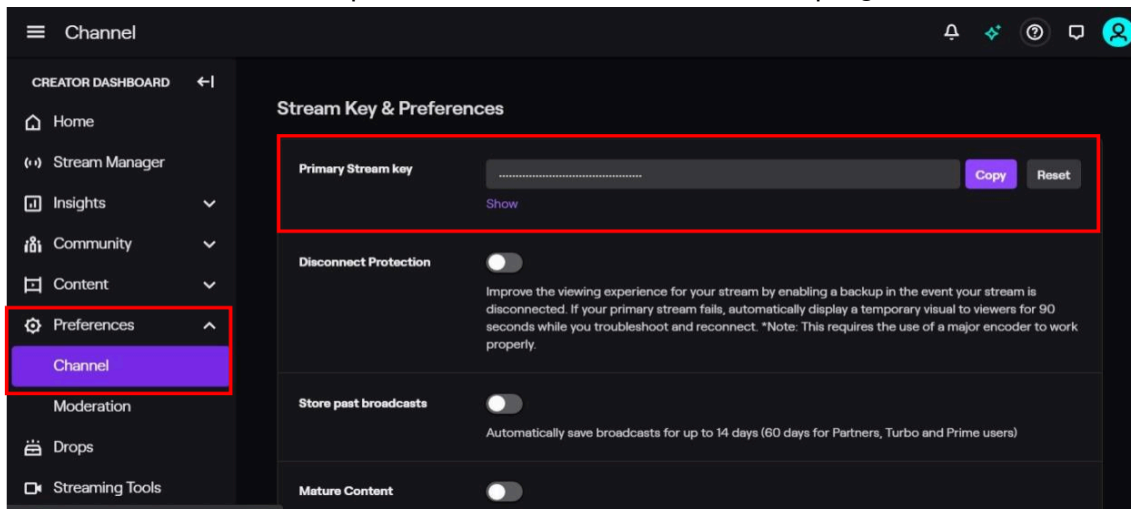 Channel
CREATOR DASHBOARD
Home
Stream Manager
Insights
Community
Content
Preferences
Channel
Moderation
Drops
Streaming Tools
Stream Key & Preferences
Primary Stream key
Copy
Reset
Show
Disconnect Protection
Improve the viewing experience for your stream by enabling a backup in the event your stream is
disconnected. If your primary stream fails, automatically display a temporary visual to viewers for 90
seconds while you troubleshoot and reconnect. *Note: This requires the use of a major encoder to work
properly.
Store past broadcasts
Automatically save broadcasts for up to 14 days (60 days for Partners, Turbo and Prime users)
Mature Content